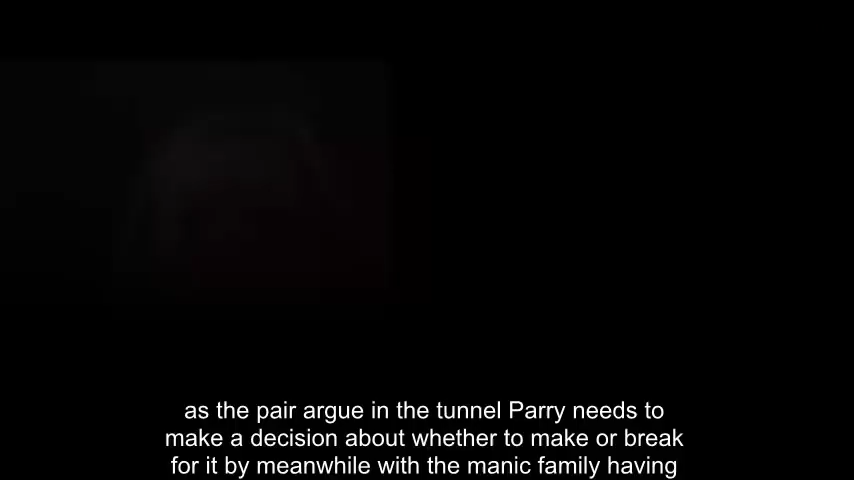 as the pair argue in the tunnel Parry needs to
make a decision about whether to make or break
for it by meanwhile with the manic family having